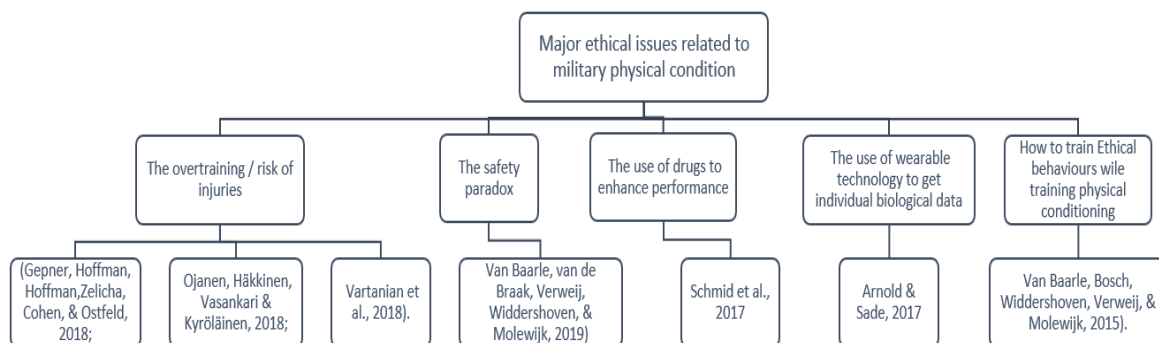 Major ethical issues related to
military physical condition
The overtraining / risk of
injuries
The safety
paradox
The use of drugs to
enhance performance
The use of wearable
technology to get
individual biological data
How to train Ethical
behaviours wile
training physical
conditioning
(Gepner, Hoffman,
Hoffman,Zelicha,
Cohen, & Ostfeld,
2018;
Ojanen, Häkkinen,
Vasankari &
Kyröläinen, 2018;
Vartanian et
al., 2018).
Van Baarle, van de
Braak, Verweij,
Widdershoven, &
Molewijk, 2019)
Schmid et al.,
2017
Arnold &
Sade, 2017
Van Baarle, Bosch,
Widdershoven, Verweij, &
Molewijk, 2015).